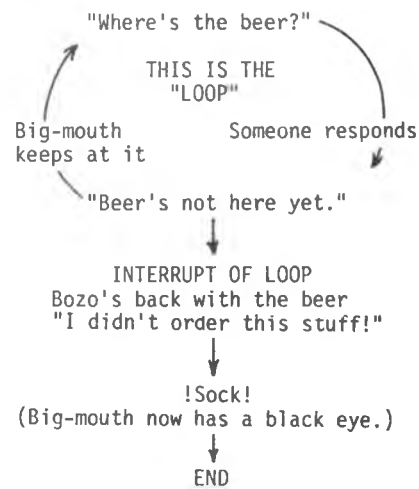 "Where's the beer?"
THIS IS THE
"LOOP"
Big-mouth
keeps at it
Someone responds
"Beer's not here yet."
INTERRUPT OF LOOP
Bozo's back with the beer
"I didn't order this stuff!"
!Sock!
(Big-mouth now has a black eye.)
END